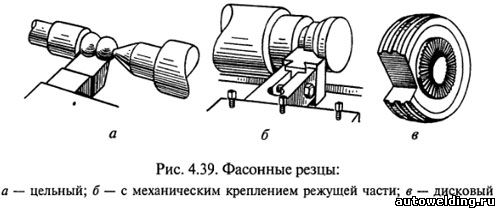 а б в
Рис. 4.39. Фасонные резцы:
а — цельный; б — с механическим креплением режущей части; в — дисковый
autowelding.ru